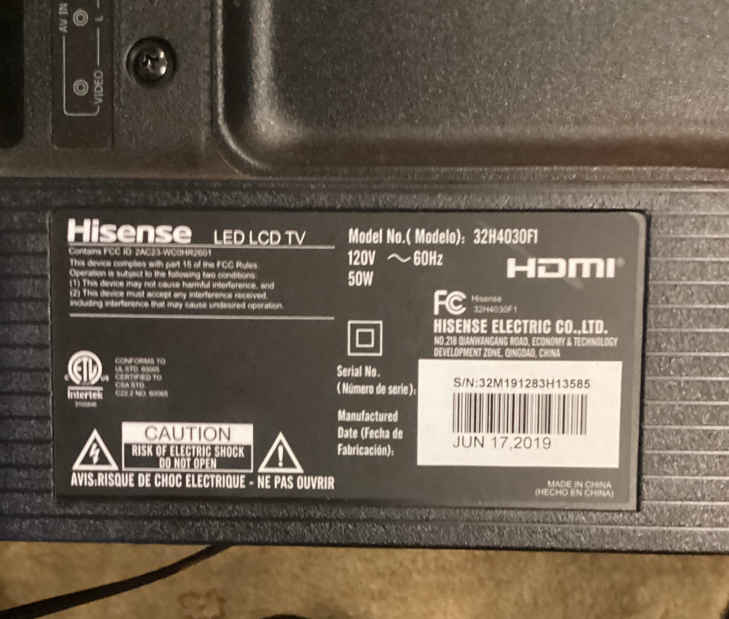 AV IN
L
VIDEO
Hisense LED LCD TV
Contains FCC ID: 2AC23-WC0HR2601
This device complies with part 15 of the FCC Rules.
Operation is subject to the following two conditions:
(1) This device may not cause harmful interference, and
(2) This device must accept any interference received,
including interference that may cause undesired operation.
Model No.( Modelo): 32H4030F1
120V ～60Hz
50W
HDMI
FC
Hisense
32H4030F1
HISENSE ELECTRIC CO.,LTD.
NO.218 QIANWANGANG ROAD, ECONOMY & TECHNOLOGY
DEVELOPMENT ZONE, QINGDAO, CHINA
ETL
C US
Intertek
CONFORMS TO
UL STD. 60065
CERTIFIED TO
CSA STD.
C22.2 NO. 60065
Serial No.
(Número de serie):
S/N:32M191283H13585
Manufactured
Date (Fecha de
Fabricación):
JUN 17,2019
CAUTION
RISK OF ELECTRIC SHOCK
DO NOT OPEN
AVIS:RISQUE DE CHOC ELECTRIQUE - NE PAS OUVRIR
MADE IN CHINA
(HECHO EN CHINA)